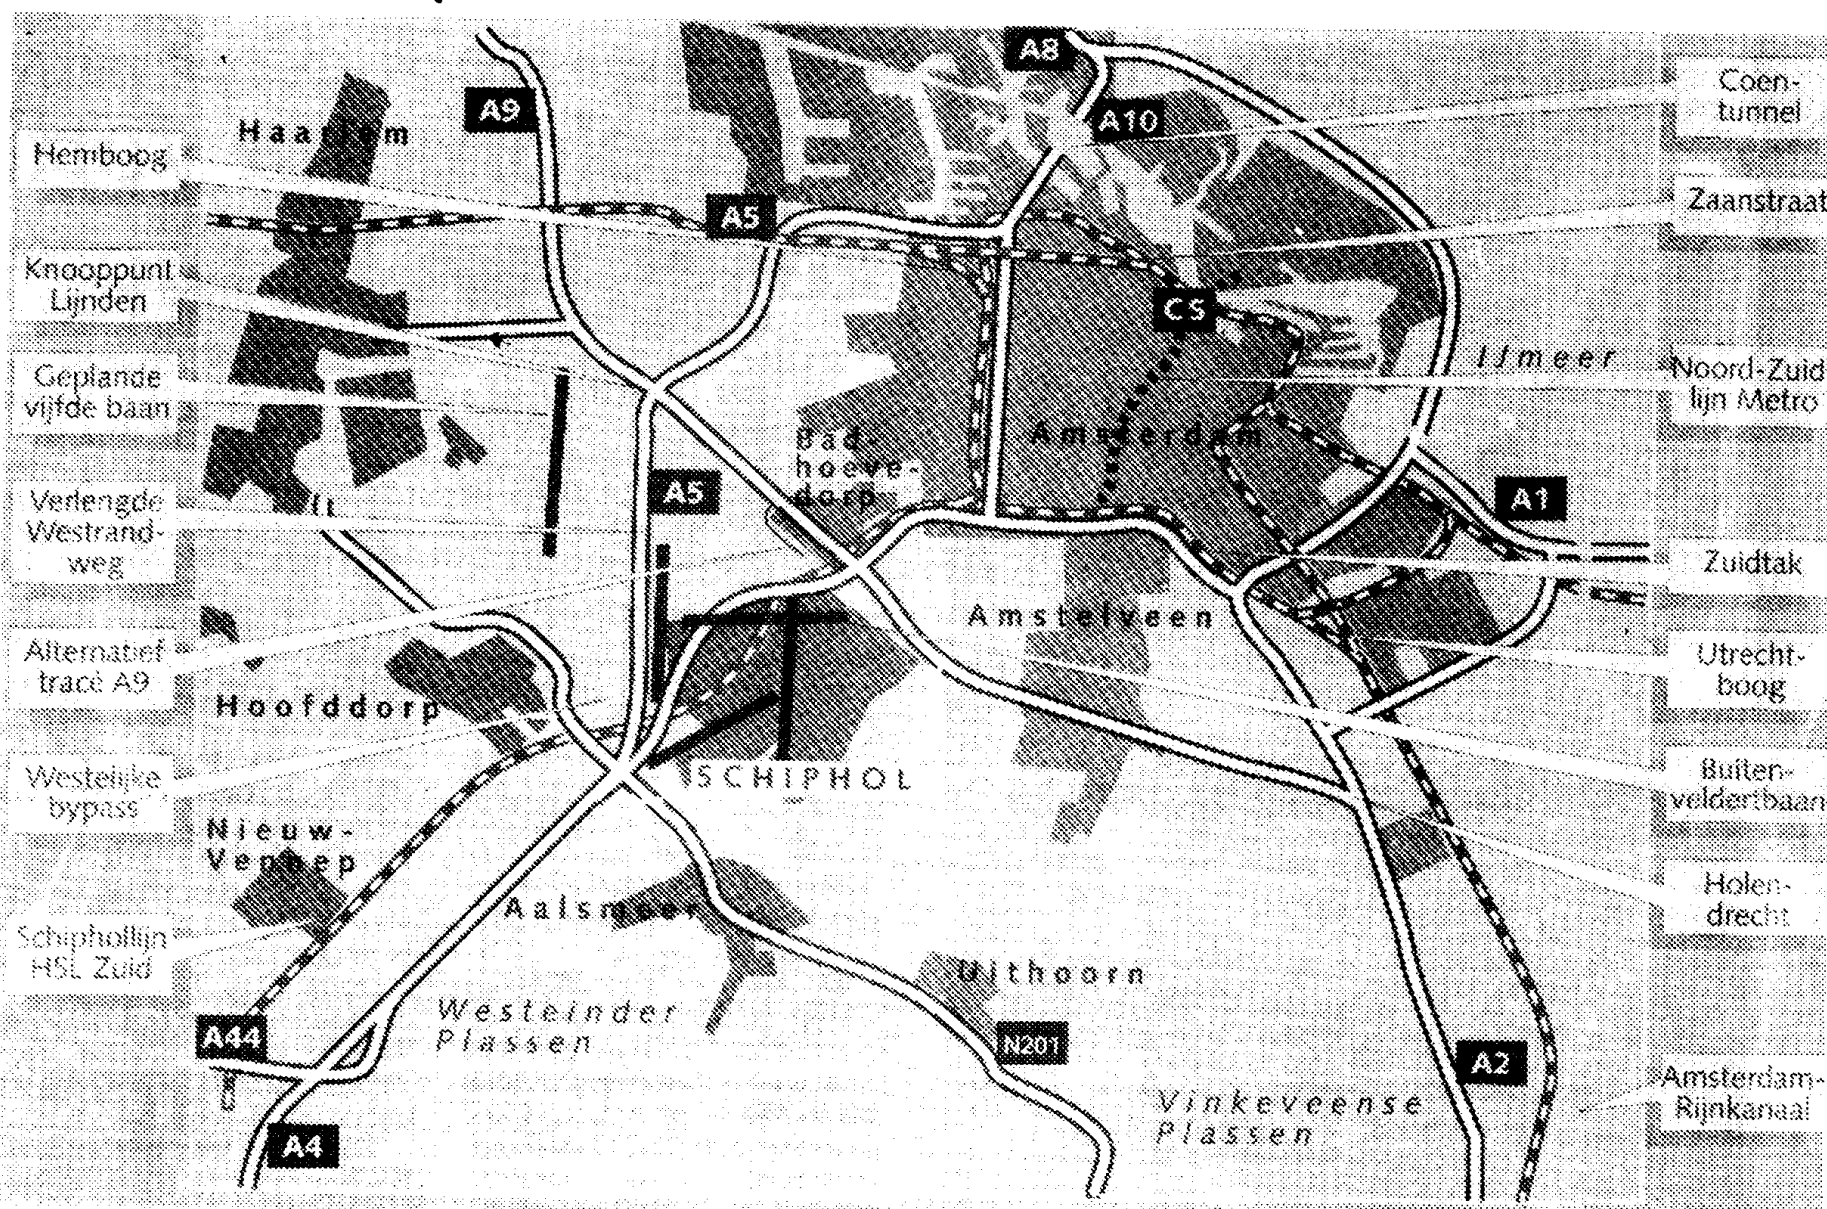 Hemboog
Knooppunt
Lijnden
Geplande
vijfde baan
Verlengde
Westrand-
weg
Alternatief
tracé A9
Westelijke
bypass
Schiphollijn
HSL Zuid
A9
Haarlem
A5
A8
A10
CS
IJmeer
Amsterdam
Bad-
hoeve-
dorp
A5
A1
Amstelveen
Hoofddorp
SCHIPHOL
Nieuw-
Vennep
Aalsmeer
Uithoorn
Westeinder
Plassen
A44
N201
A2
Vinkeveense
Plassen
A4
Coen-
tunnel
Zaanstraat
Noord-Zuid
lijn Metro
Zuidtak
Utrecht-
boog
Buiten-
veldertbaan
Holen-
drecht
Amsterdam-
Rijnkanaal